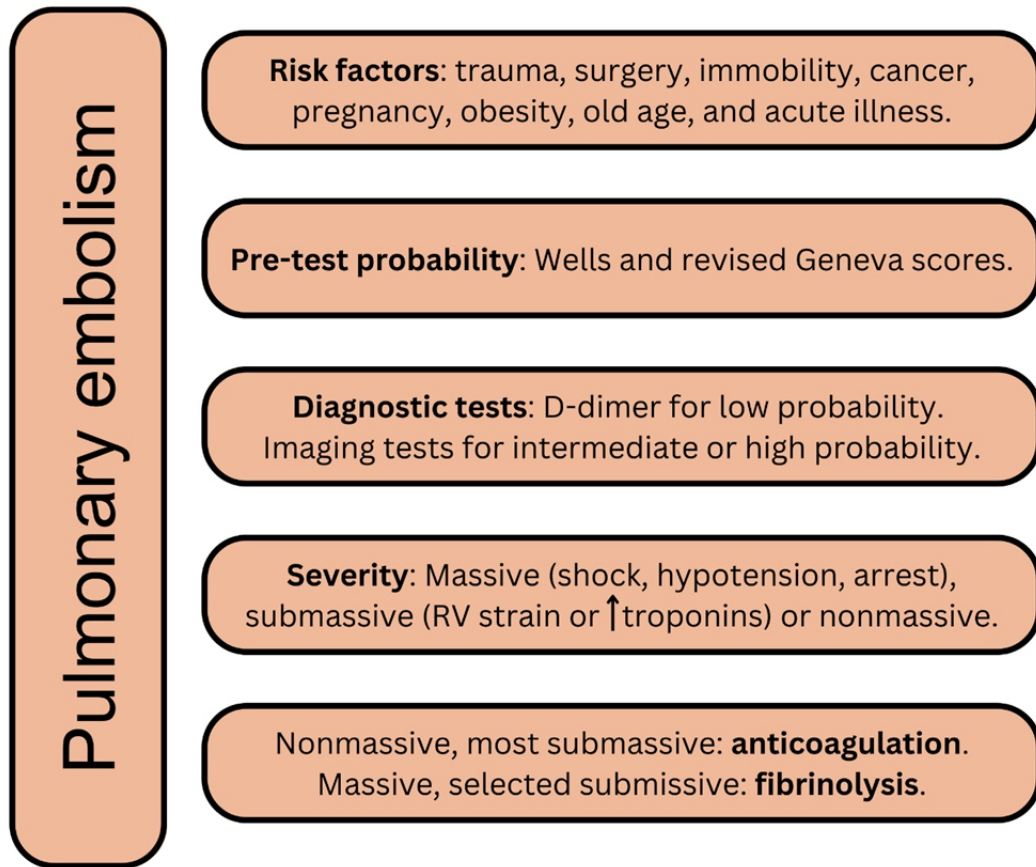 Pulmonary embolism
Risk factors: trauma, surgery, immobility, cancer,
pregnancy, obesity, old age, and acute illness.
Pre-test probability: Wells and revised Geneva scores.
Diagnostic tests: D-dimer for low probability.
Imaging tests for intermediate or high probability.
Severity: Massive (shock, hypotension, arrest),
submassive (RV strain or ↑troponins) or nonmassive.
Nonmassive, most submassive: anticoagulation.
Massive, selected submissive: fibrinolysis.